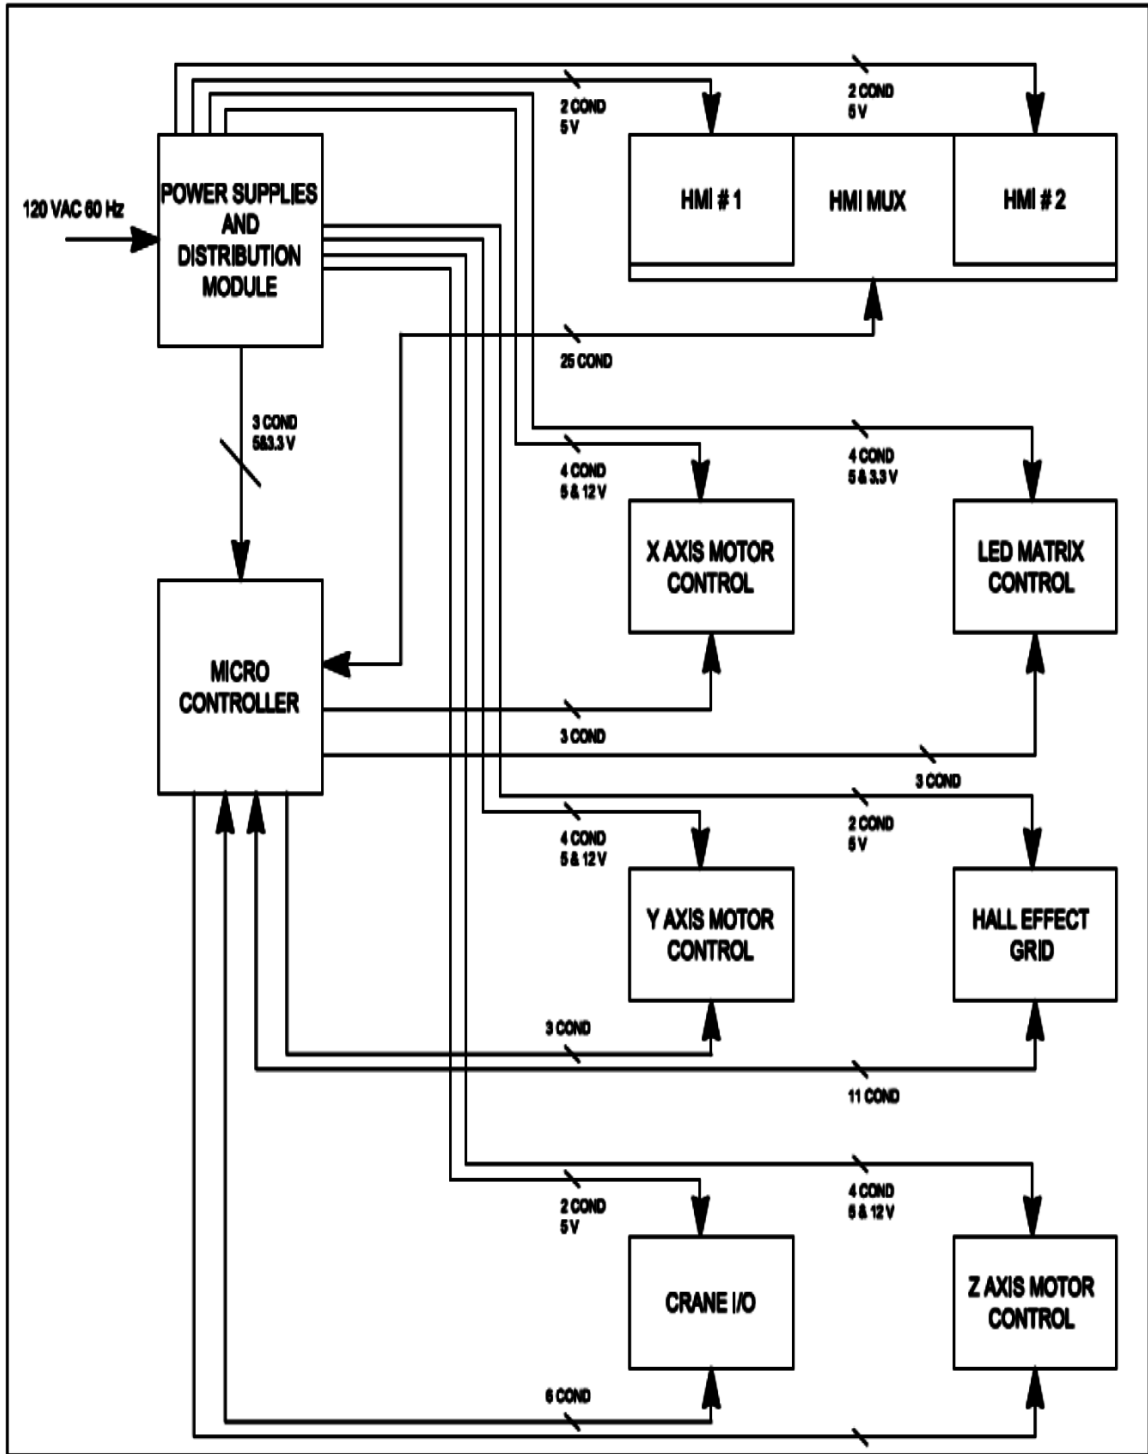 2 COND
5 V
2 COND
5 V
120 VAC 60 Hz
POWER SUPPLIES
AND
DISTRIBUTION
MODULE
HMI # 1
HMI MUX
HMI # 2
25 COND
3 COND
5&3.3 V
4 COND
5 & 12 V
4 COND
5 & 3.3 V
X AXIS MOTOR
CONTROL
LED MATRIX
CONTROL
MICRO
CONTROLLER
3 COND
3 COND
4 COND
5 & 12 V
2 COND
5 V
Y AXIS MOTOR
CONTROL
HALL EFFECT
GRID
3 COND
11 COND
2 COND
5 V
4 COND
5 & 12 V
CRANE I/O
Z AXIS MOTOR
CONTROL
6 COND